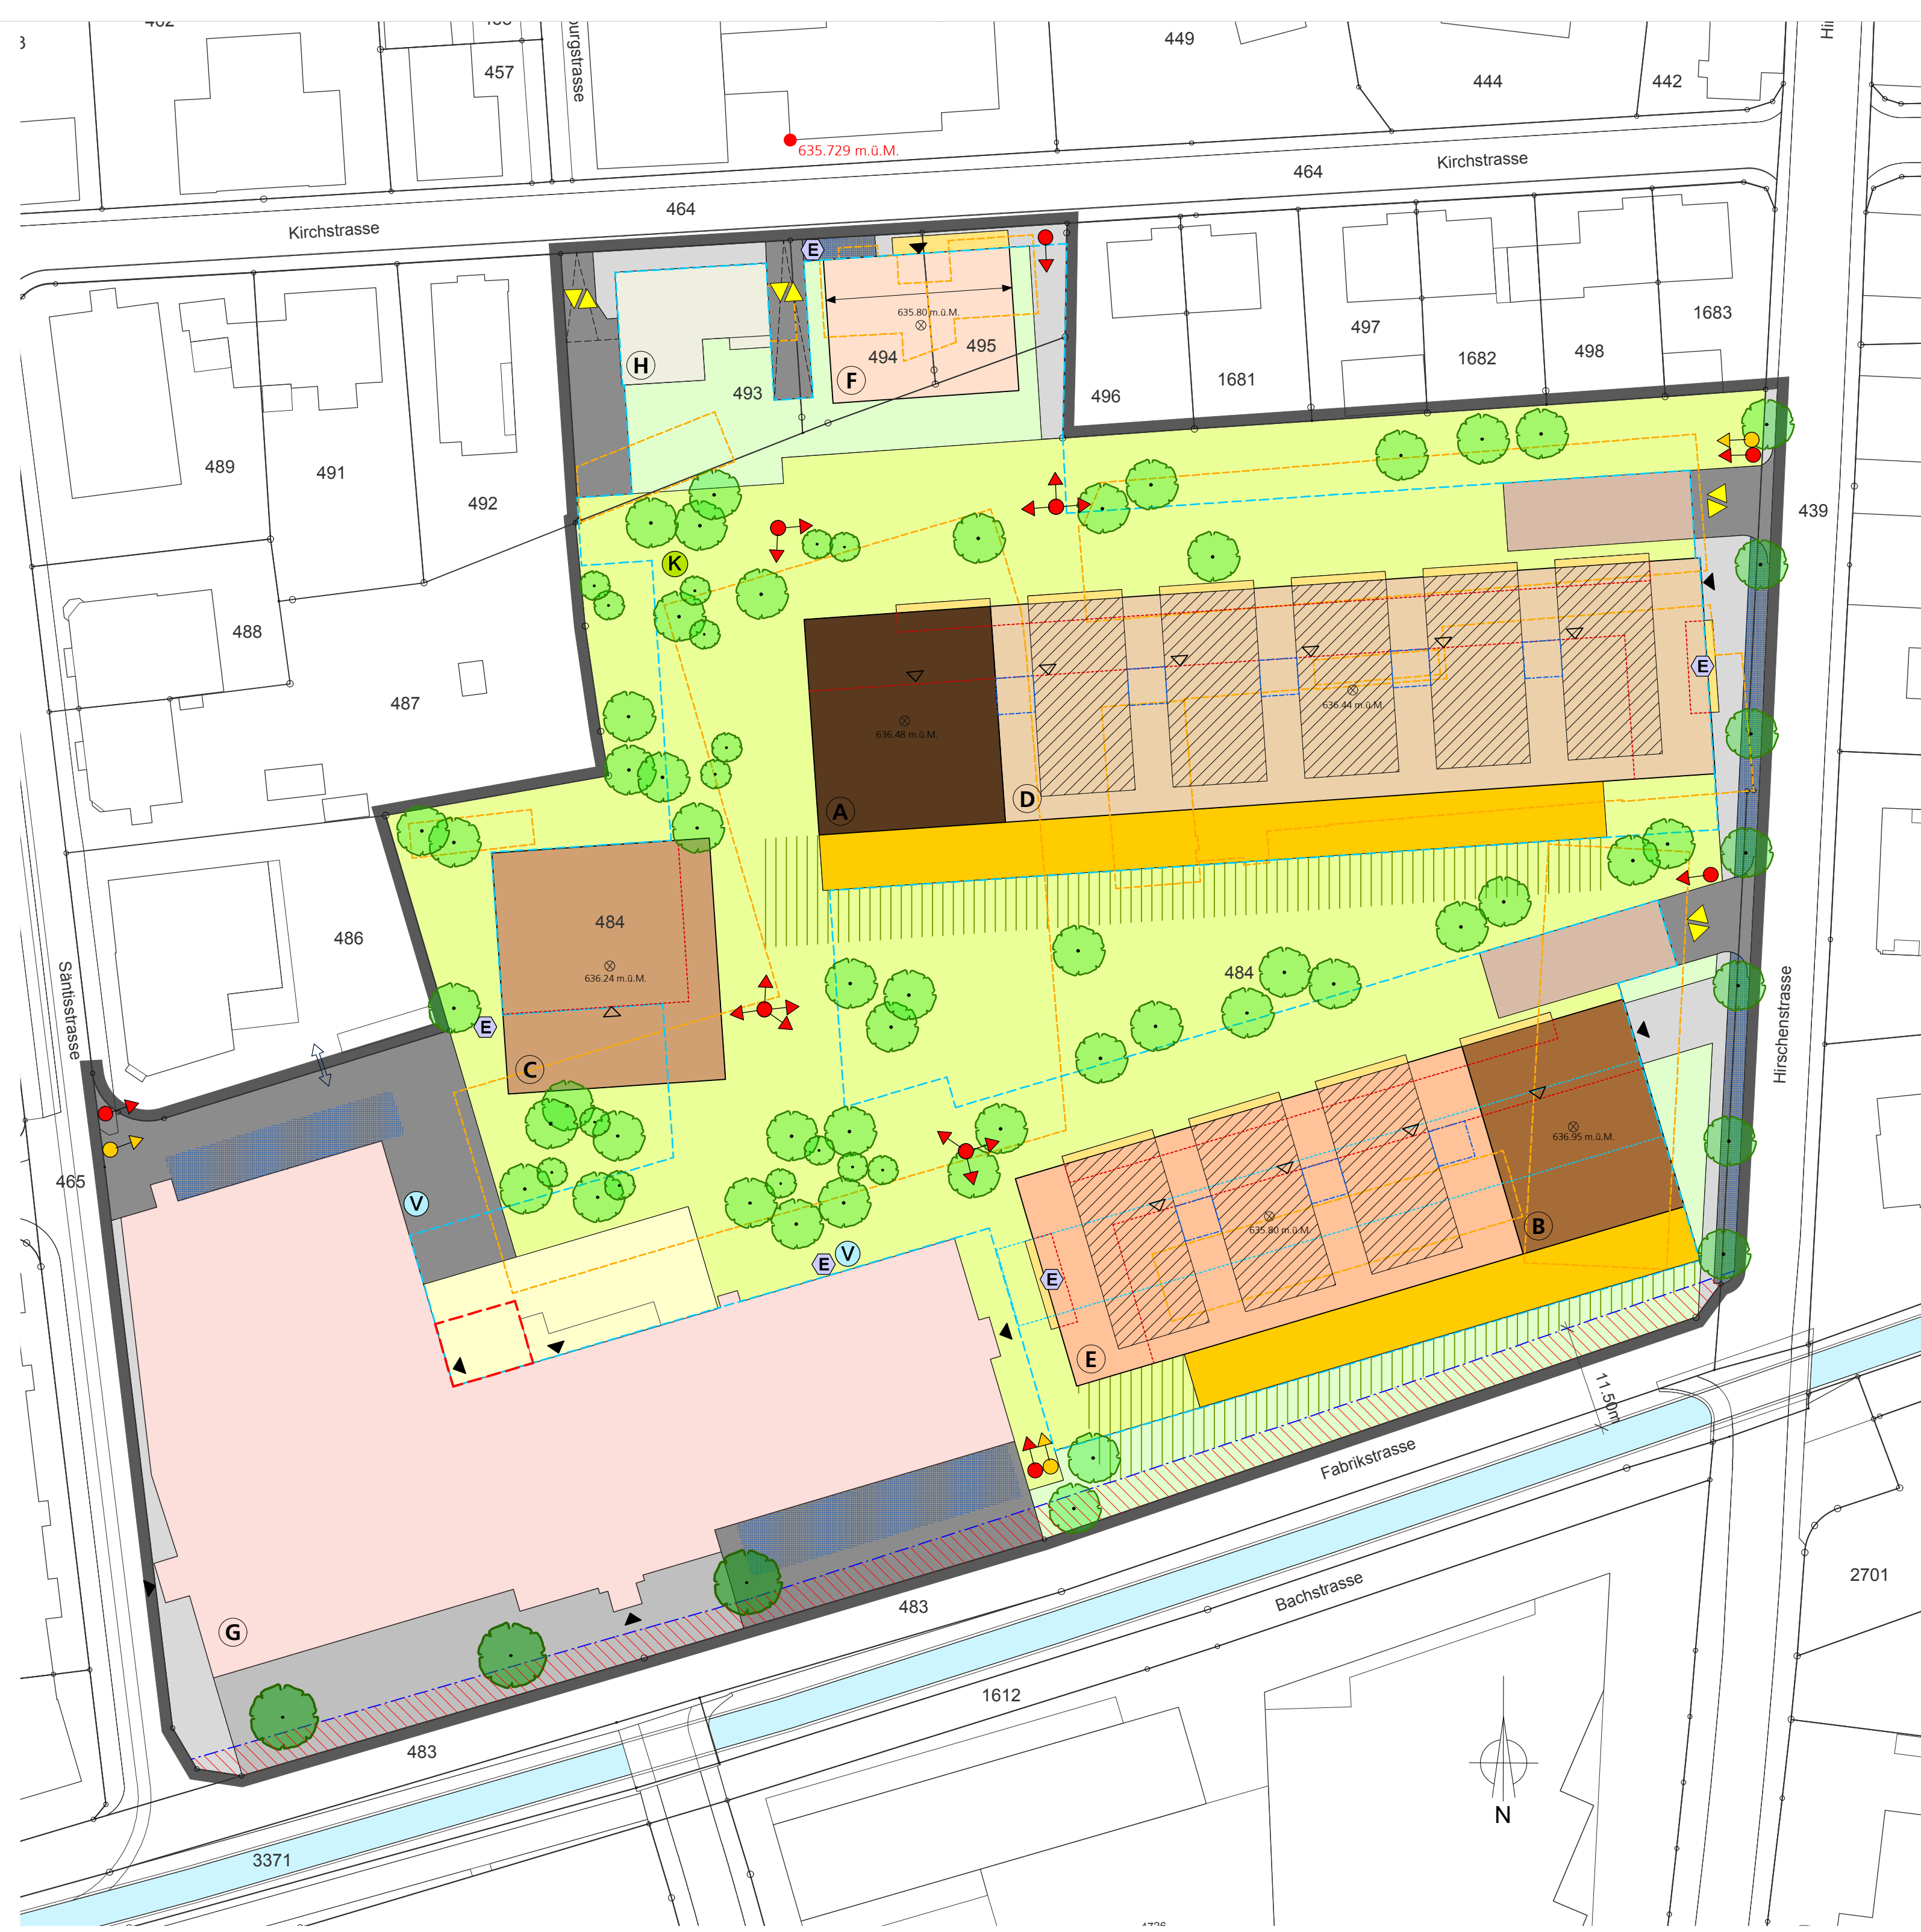 457
449
444
442
635.729 m.ü.M.
Kirchstrasse
464
464
Kirchstrasse
439
E
635.80 m.ü.M.
494
495
H
F
493
496
1681
497
1682
498
1683
489
491
492
K
488
487
636.48 m.ü.M.
636.44 m.ü.M.
E
A
D
484
636.24 m.ü.M.
486
E
C
484
Säntisstrasse
Hirschenstrasse
465
V
636.95 m.ü.M.
635.80 m.ü.M.
B
E
V
E
E
11.50m
Fabrikstrasse
Bachstrasse
G
483
2701
1612
483
N
3371